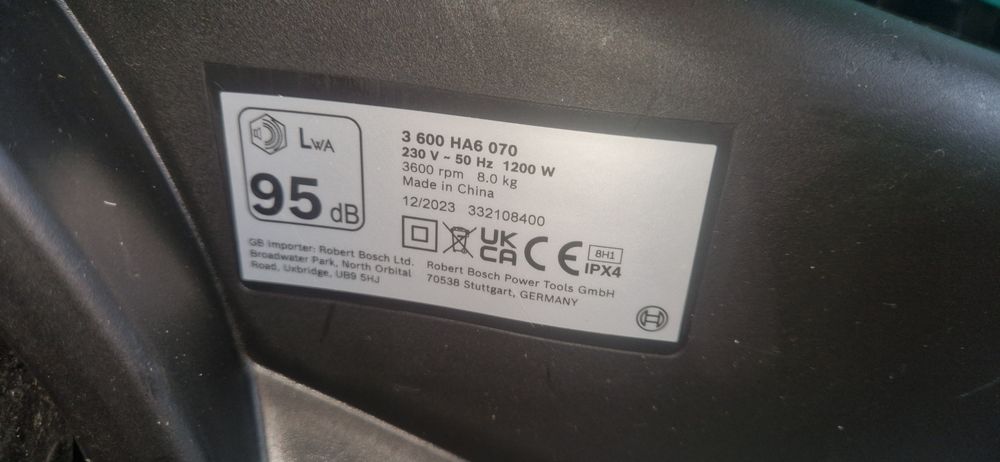 LWA
95 dB
3 600 HA6 070
230 V ~ 50 Hz 1200 W
3600 rpm 8.0 kg
Made in China
12/2023 332108400
UK
CA
CE
8H1
IPX4
GB Importer: Robert Bosch Ltd.
Broadwater Park, North Orbital
Road, Uxbridge, UB9 5HJ
Robert Bosch Power Tools GmbH
70538 Stuttgart, GERMANY